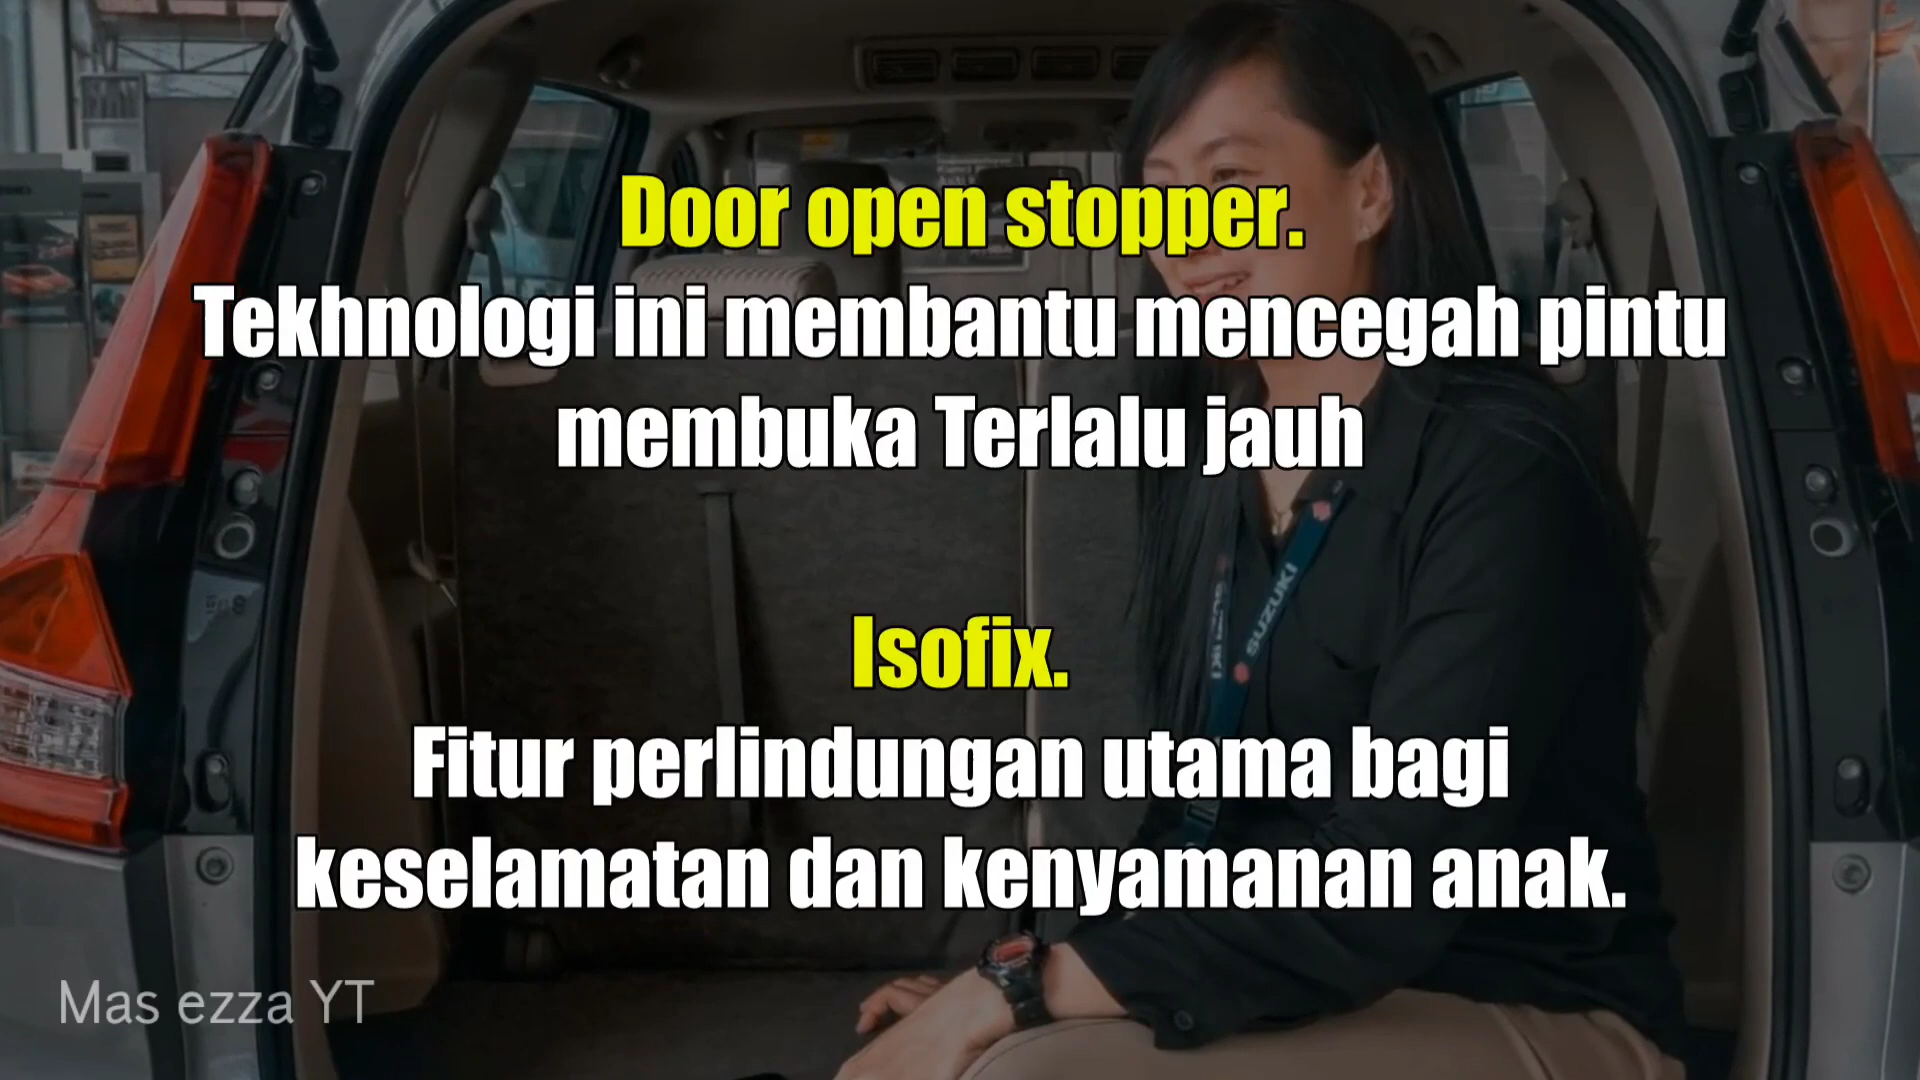 Door open stopper.
Tekhnologi ini membantu mencegah pintu
membuka Terlalu jauh
Isofix.
Fitur perlindungan utama bagi
keselamatan dan kenyamanan anak.
SUZUKI
Mas ezza YT